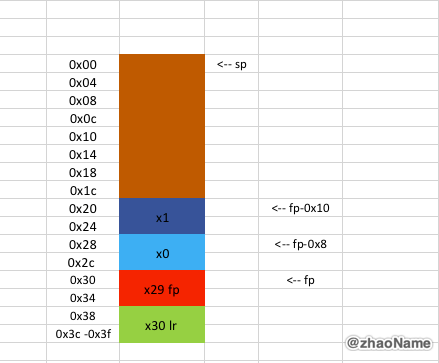 0x00 <-- sp
0x04
0x08
0x0c
0x10
0x14
0x18
0x1c
0x20 <-- fp-0x10
x1
0x24
0x28 <-- fp-0x8
x0
0x2c
0x30 <-- fp
x29 fp
0x34
0x38
x30 lr
0x3c -0x3f
@zhaoName